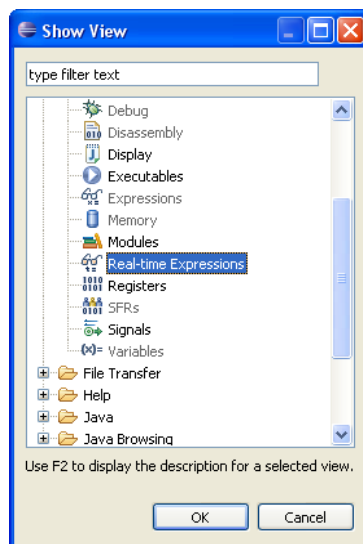 Show View
type filter text
Debug
Disassembly
Display
Executables
Expressions
Memory
Modules
Real-time Expressions
Registers
SFRs
Signals
(x)= Variables
File Transfer
Help
Java
Java Browsing
Use F2 to display the description for a selected view.
OK Cancel